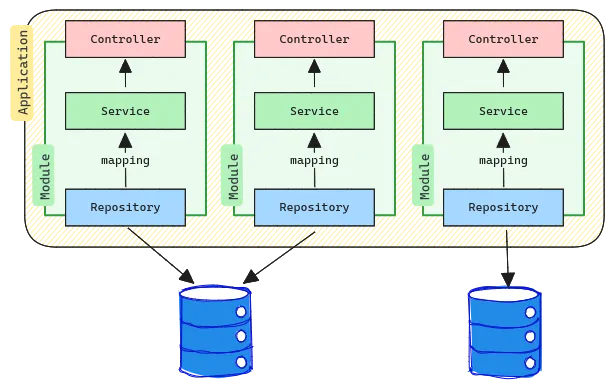 Application
Controller
Controller
Controller
Service
Service
Service
mapping
mapping
mapping
Module
Module
Module
Repository
Repository
Repository